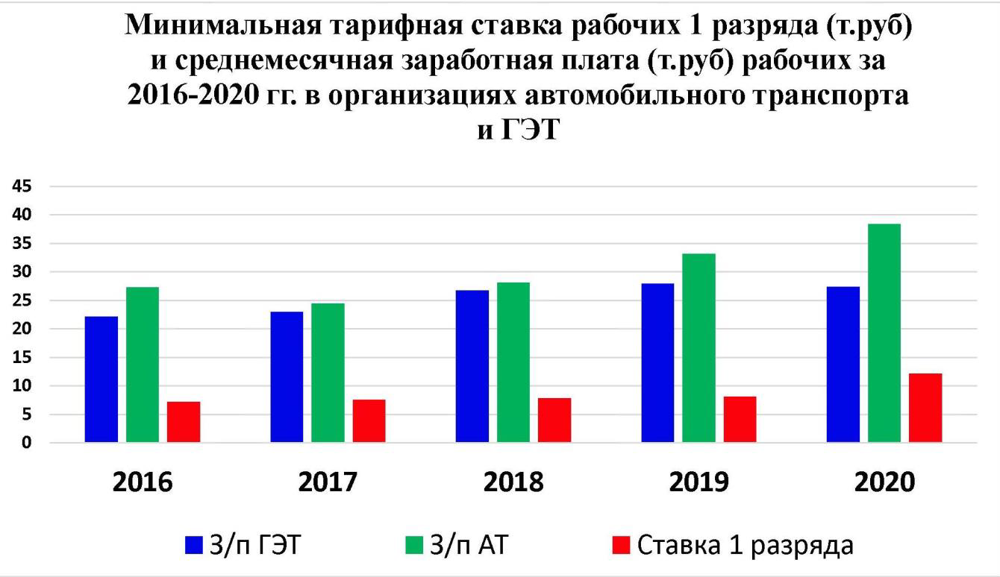 Минимальная тарифная ставка рабочих 1 разряда (т.руб)
и среднемесячная заработная плата (т.руб) рабочих за
2016-2020 гг. в организациях автомобильного транспорта
и ГЭТ
45
40
35
30
25
20
15
10
5
0
2016 2017 2018 2019 2020
З/п ГЭТ З/п АТ Ставка 1 разряда